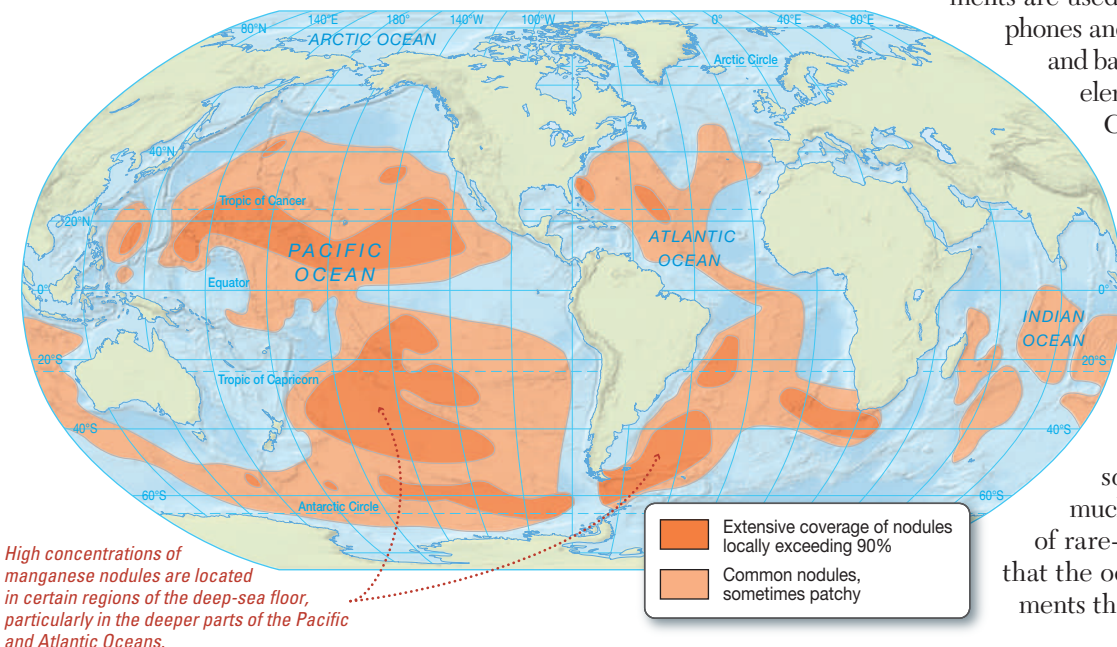 ments are used
phones and
and ba
eler
C
140°E
180°
140°W
100°W
0°
40°E
80°E
80°N
ARCTIC OCEAN
Arctic Circle
40°N
Tropic of Cancer
20°N
PACIFIC
OCEAN
ATLANTIC
OCEAN
Equator
0°
0°
INDIAN
OCEAN
20°S
20°S
Tropic of Capricorn
40°S
40°S
60°S
60°S
Antarctic Circle
so
much
of rare-
that the oc
ments th
Extensive coverage of nodules
locally exceeding 90%
Common nodules,
sometimes patchy
High concentrations of
manganese nodules are located
in certain regions of the deep-sea floor,
particularly in the deeper parts of the Pacific
and Atlantic Oceans.